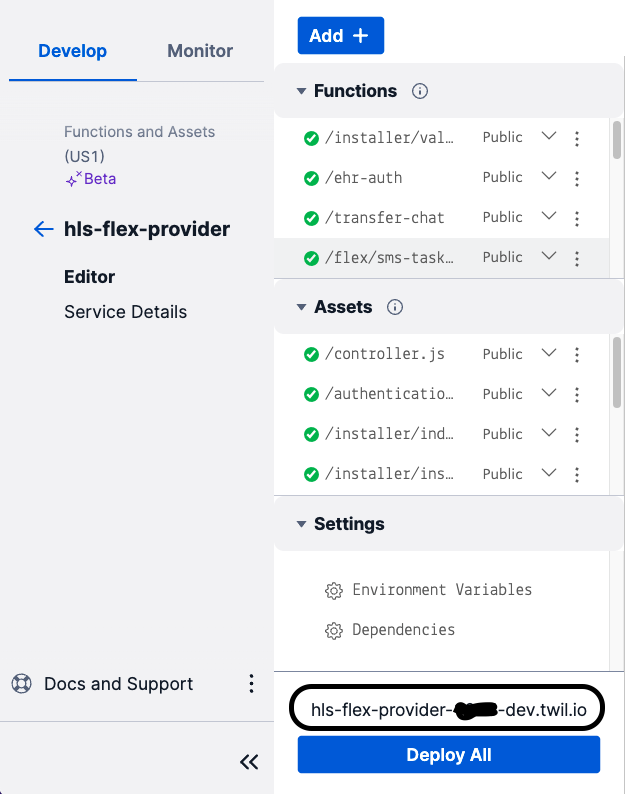 Develop
Monitor
Functions and Assets
(US1)
Beta
hls-flex-provider
Editor
Service Details
Docs and Support
Add +
Functions
/installer/val… Public
/ehr-auth Public
/transfer-chat Public
/flex/sms-task… Public
Assets
/controller.js Public
/authenticatio… Public
/installer/ind… Public
/installer/ins… Public
Settings
Environment Variables
Dependencies
hls-flex-provider- -dev.twil.io
Deploy All